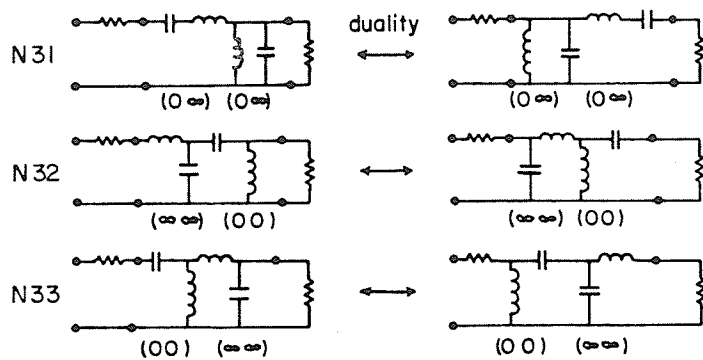 duality
N31
(0 ∞) (0 ∞)
(0 ∞) (0 ∞)
N32
(∞ ∞) (0 0)
(∞ ∞) (0 0)
N33
(0 0) (∞ ∞)
(0 0) (∞ ∞)